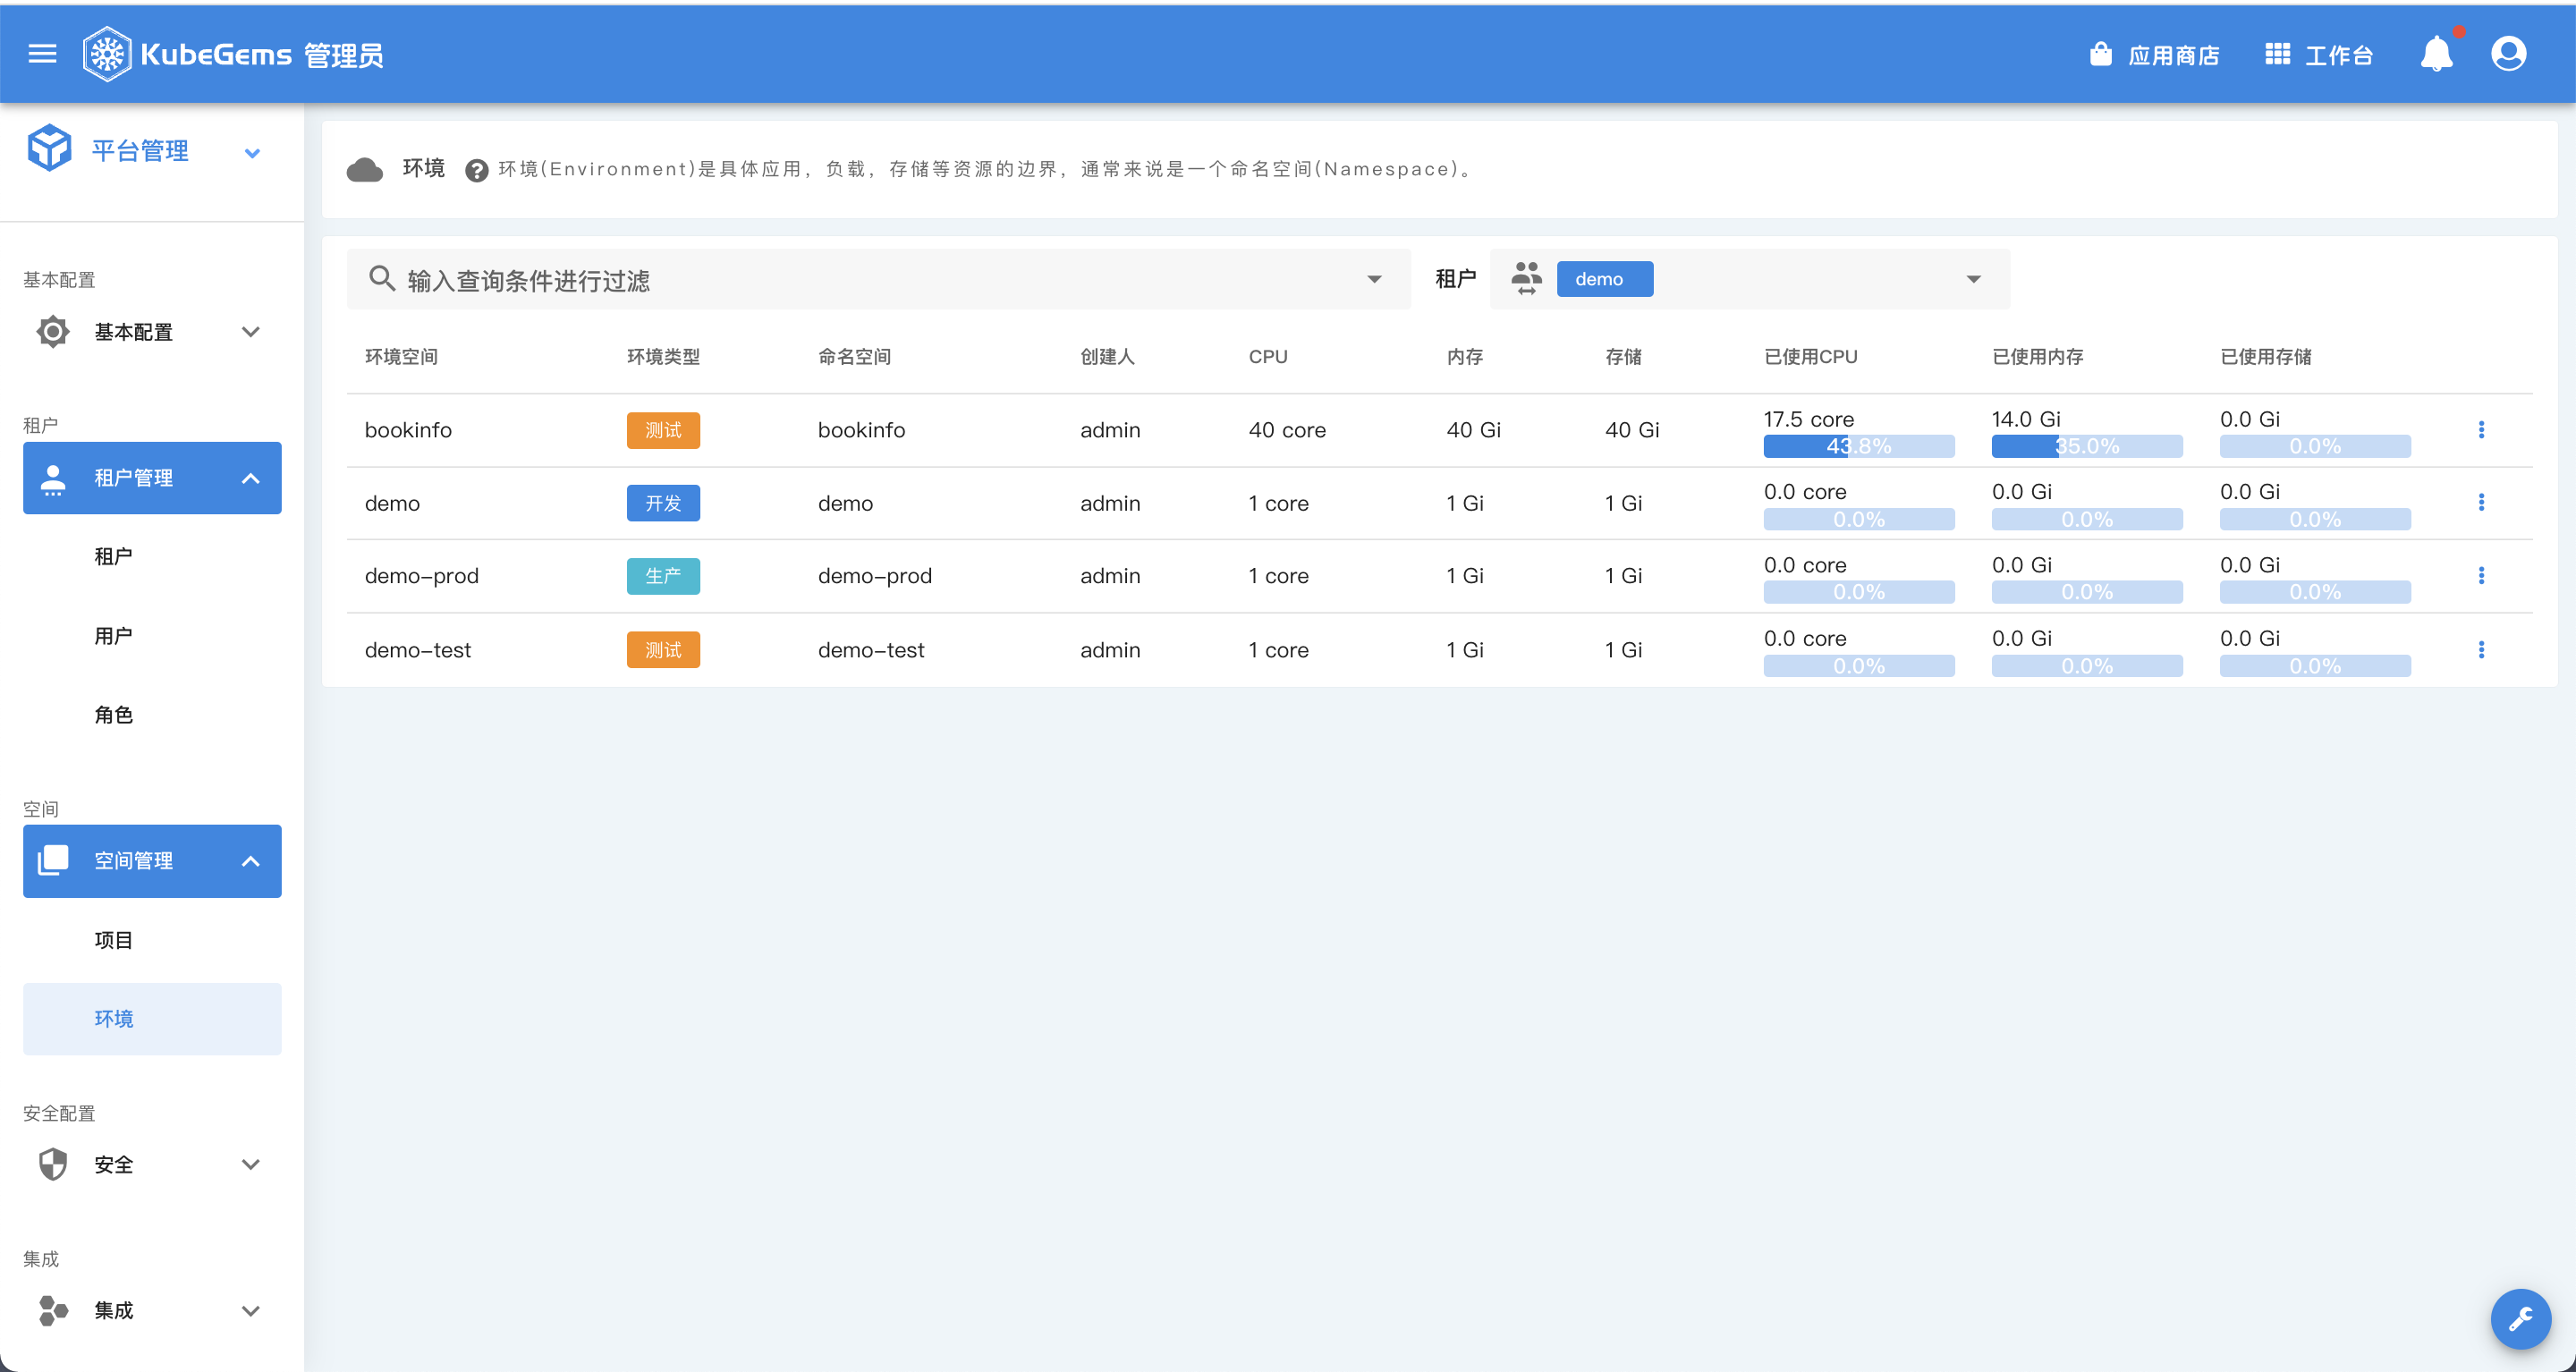 KubeGems 管理员
应用商店
工作台
平台管理
基本配置
基本配置
租户
租户管理
租户
用户
角色
空间
空间管理
项目
环境
安全配置
安全
集成
集成
环境 环境(Environment)是具体应用，负载，存储等资源的边界，通常来说是一个命名空间(Namespace)。
输入查询条件进行过滤 租户 demo
环境空间 环境类型 命名空间 创建人 CPU 内存 存储 已使用CPU 已使用内存 已使用存储
bookinfo 测试 bookinfo admin 40 core 40 Gi 40 Gi 17.5 core 43.8% 14.0 Gi 35.0% 0.0 Gi 0.0%
demo 开发 demo admin 1 core 1 Gi 1 Gi 0.0 core 0.0% 0.0 Gi 0.0% 0.0 Gi 0.0%
demo-prod 生产 demo-prod admin 1 core 1 Gi 1 Gi 0.0 core 0.0% 0.0 Gi 0.0% 0.0 Gi 0.0%
demo-test 测试 demo-test admin 1 core 1 Gi 1 Gi 0.0 core 0.0% 0.0 Gi 0.0% 0.0 Gi 0.0%